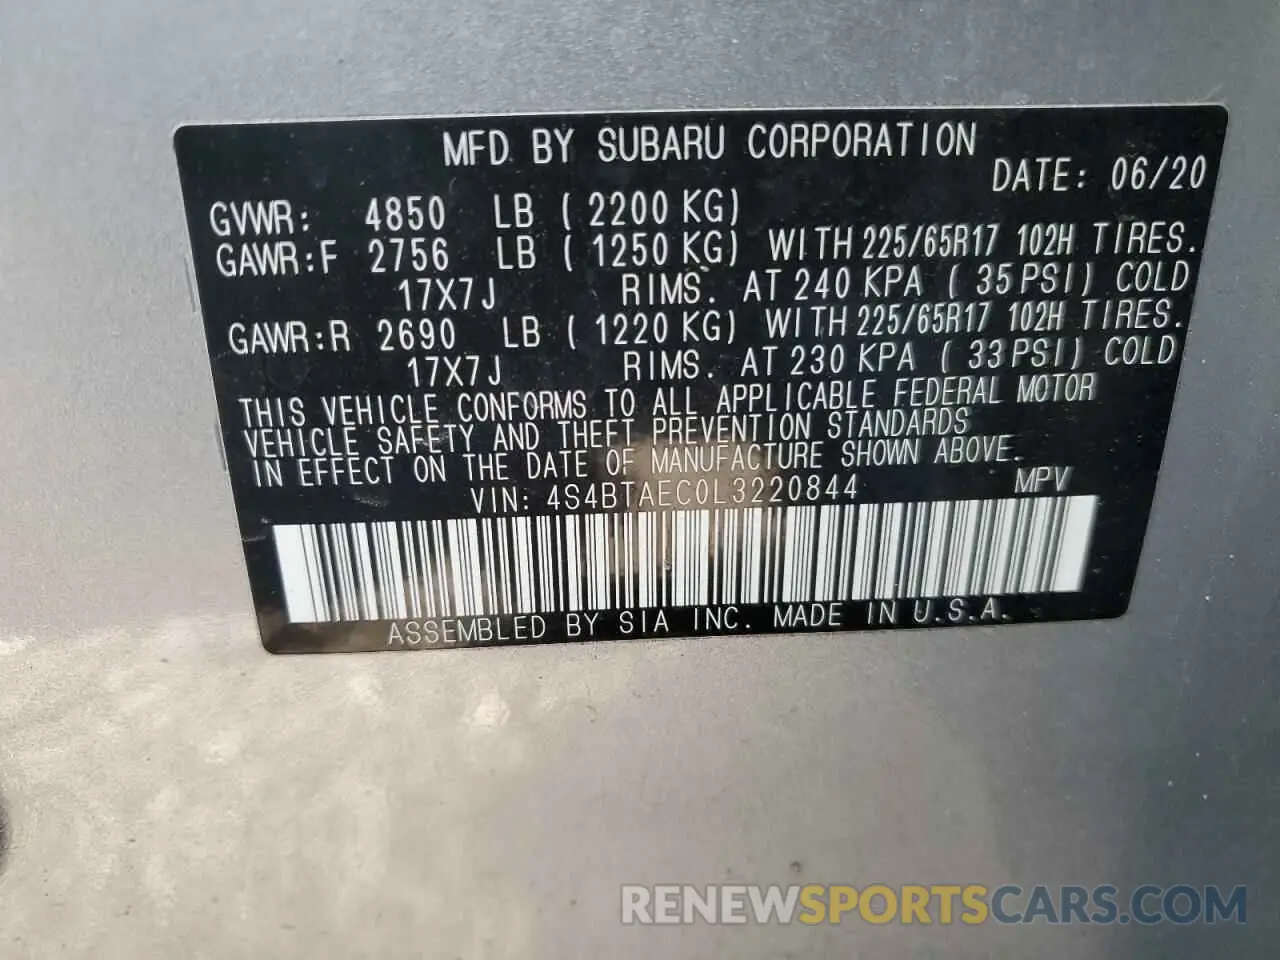 MFD BY SUBARU CORPORATION
DATE: 06/20
GVWR: 4850 LB ( 2200 KG)
GAWR:F 2756 LB ( 1250 KG) WITH 225/65R17 102H TIRES.
17X7J RIMS. AT 240 KPA ( 35 PSI) COLD
GAWR:R 2690 LB ( 1220 KG) WITH 225/65R17 102H TIRES.
17X7J RIMS. AT 230 KPA ( 33 PSI) COLD
THIS VEHICLE CONFORMS TO ALL APPLICABLE FEDERAL MOTOR
VEHICLE SAFETY AND THEFT PREVENTION STANDARDS
IN EFFECT ON THE DATE OF MANUFACTURE SHOWN ABOVE.
VIN: 4S4BTAEC0L3220844 MPV
ASSEMBLED BY SIA INC. MADE IN U.S.A.
RENEWSPORTSCARS.COM